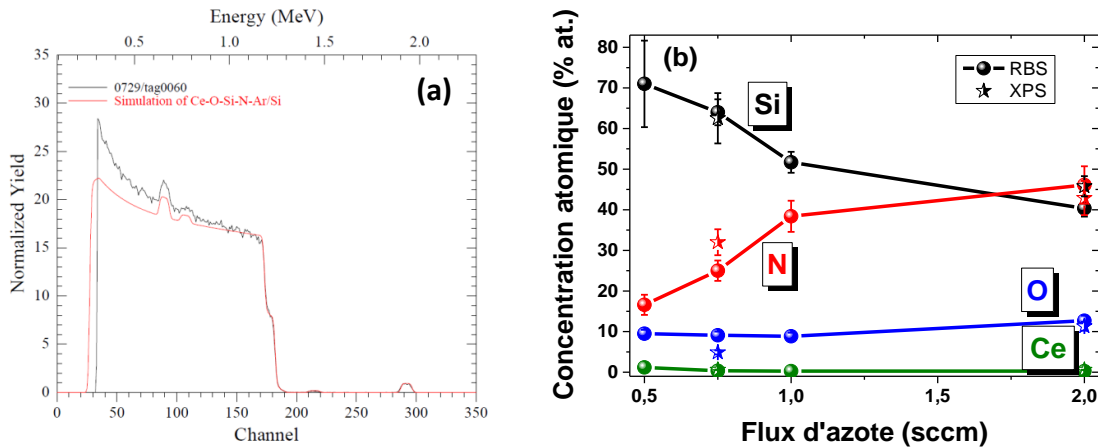 Energy (MeV)
0.5 1.0 1.5 2.0
35
30
25
20
15
10
5
0
Normalized Yield
0729/tag0060
Simulation of Ce-O-Si-N-Ar/Si
(a)
0 50 100 150 200 250 300 350
Channel
Concentration atomique (% at.)
80
70
60
50
40
30
20
10
0
(b)
RBS
XPS
Si
N
O
Ce
0,5 1,0 1,5 2,0
Flux d'azote (sccm)